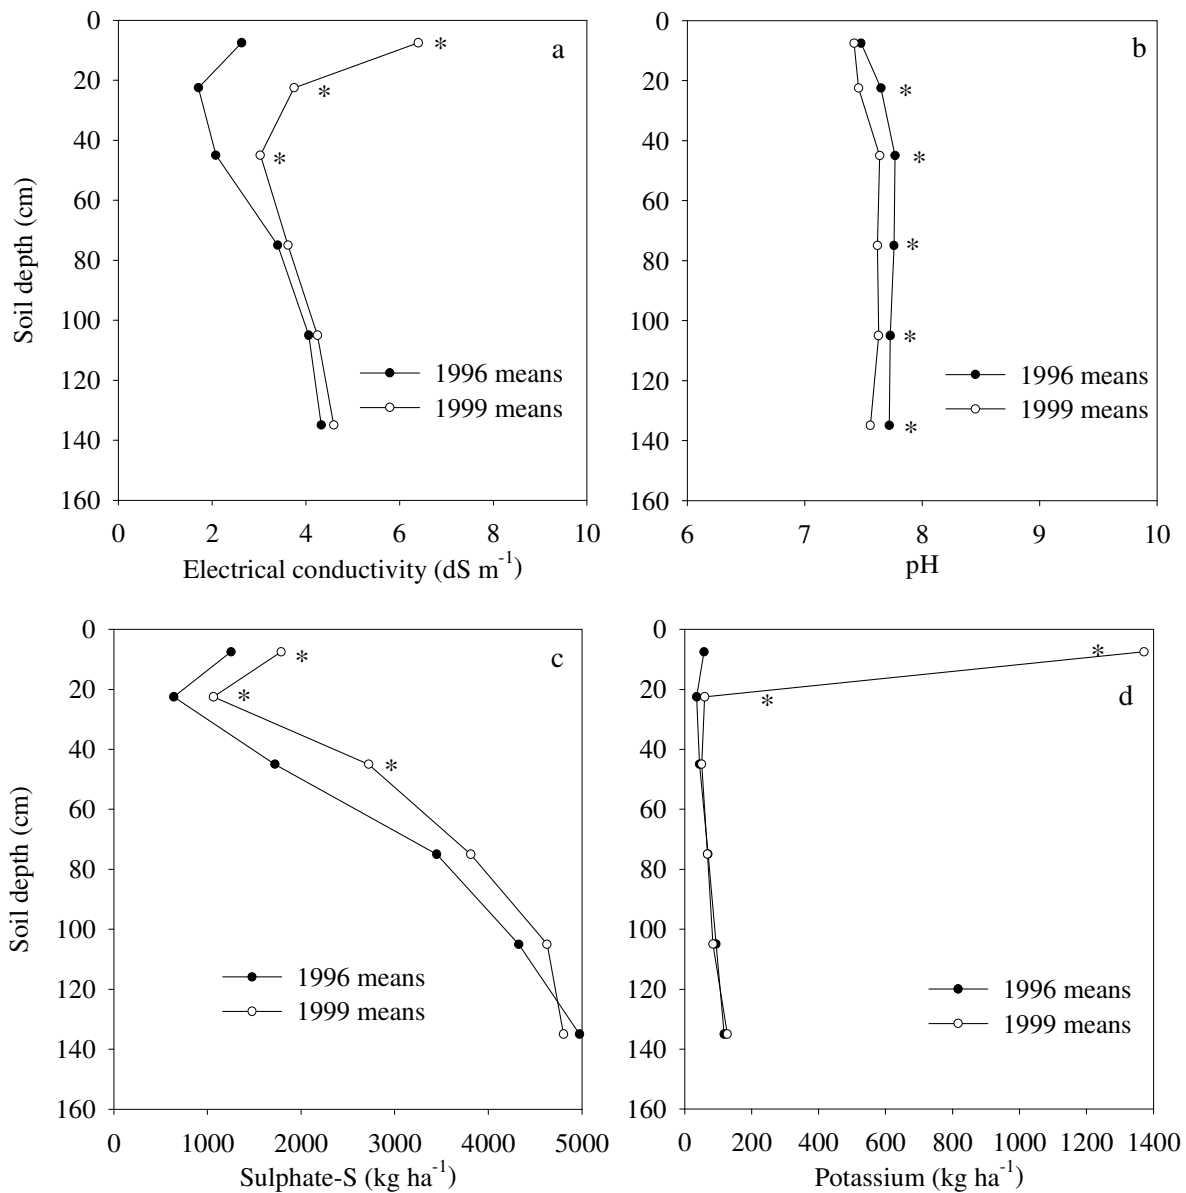 0
20
40
60
80
100
120
140
160
Soil depth (cm)
a
*
*
*
1996 means
1999 means
0 2 4 6 8 10
Electrical conductivity (dS m⁻¹)
0
20
40
60
80
100
120
140
160
b
*
*
*
*
*
1996 means
1999 means
6 7 8 9 10
pH
0
20
40
60
80
100
120
140
160
Soil depth (cm)
c
*
*
*
1996 means
1999 means
0 1000 2000 3000 4000 5000
Sulphate-S (kg ha⁻¹)
0
20
40
60
80
100
120
140
160
*
d
*
1996 means
1999 means
0 200 400 600 800 1000 1200 1400
Potassium (kg ha⁻¹)